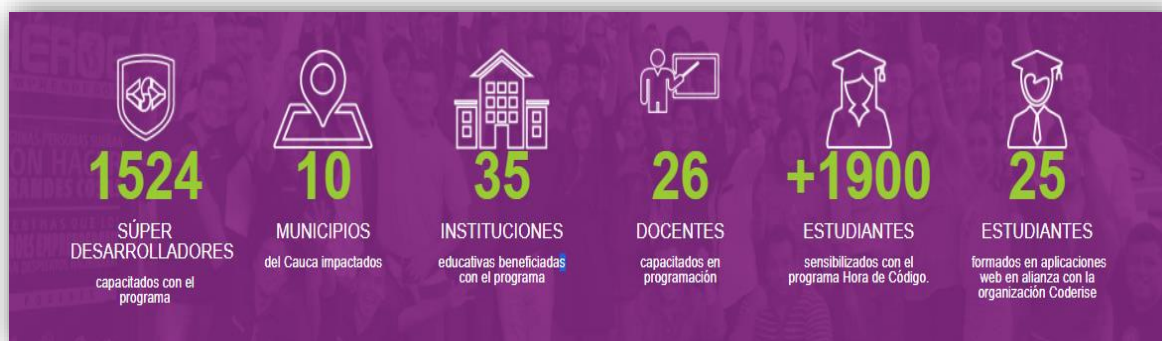 1524
SÚPER
DESARROLLADORES
capacitados con el
programa
10
MUNICIPIOS
del Cauca impactados
35
INSTITUCIONES
educativas beneficiadas
con el programa
26
DOCENTES
capacitados en
programación
+1900
ESTUDIANTES
sensibilizados con el
programa Hora de Código.
25
ESTUDIANTES
formados en aplicaciones
web en alianza con la
organización Coderise